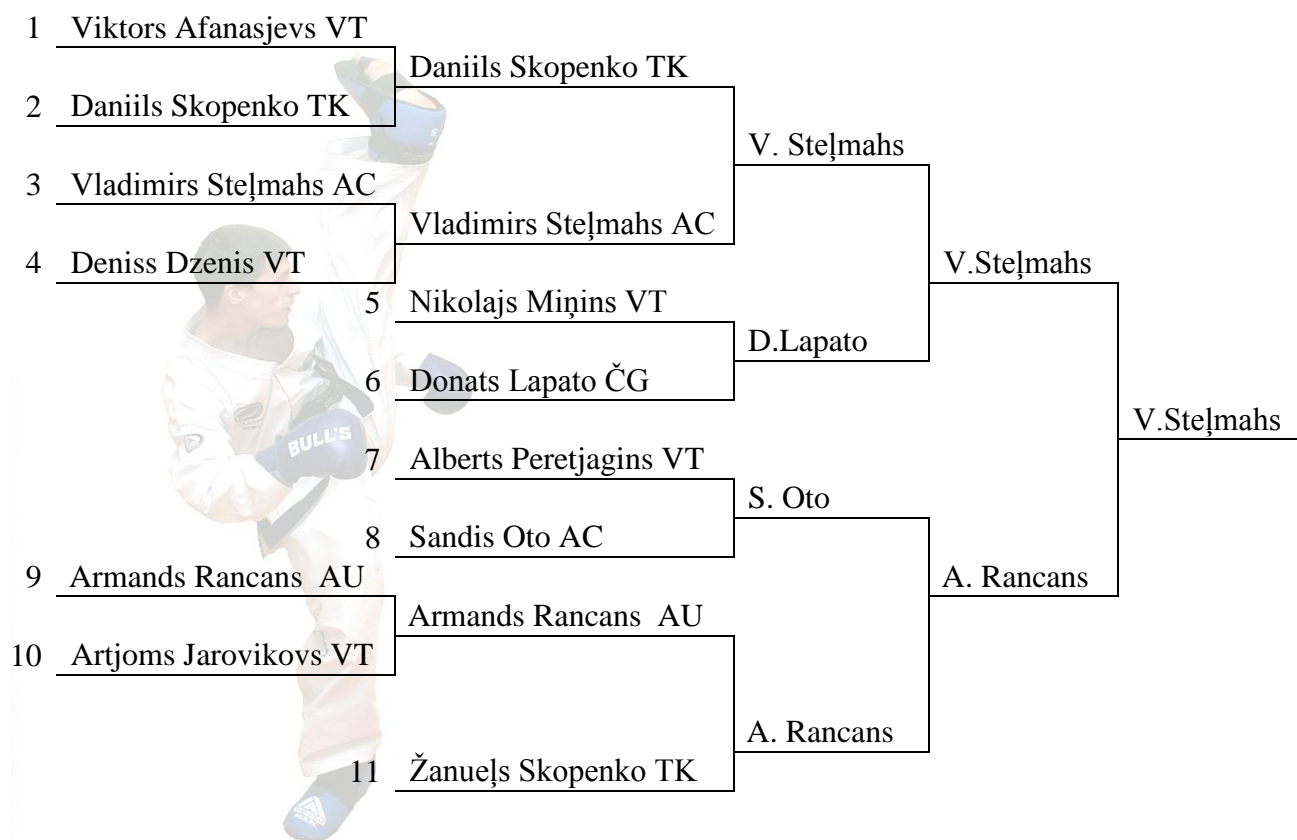 1 Viktors Afanasjevs VT
Daniils Skopenko TK
2 Daniils Skopenko TK
V. Steļmahs
3 Vladimirs Steļmahs AC
Vladimirs Steļmahs AC
4 Deniss Dzenis VT
V.Steļmahs
5 Nikolajs Miņins VT
D.Lapato
6 Donats Lapato ČG
V.Steļmahs
BULL'S
7 Alberts Peretjagins VT
S. Oto
8 Sandis Oto AC
9 Armands Rancans AU
A. Rancans
Armands Rancans AU
10 Artjoms Jarovikovs VT
A. Rancans
11 Žanueļs Skopenko TK